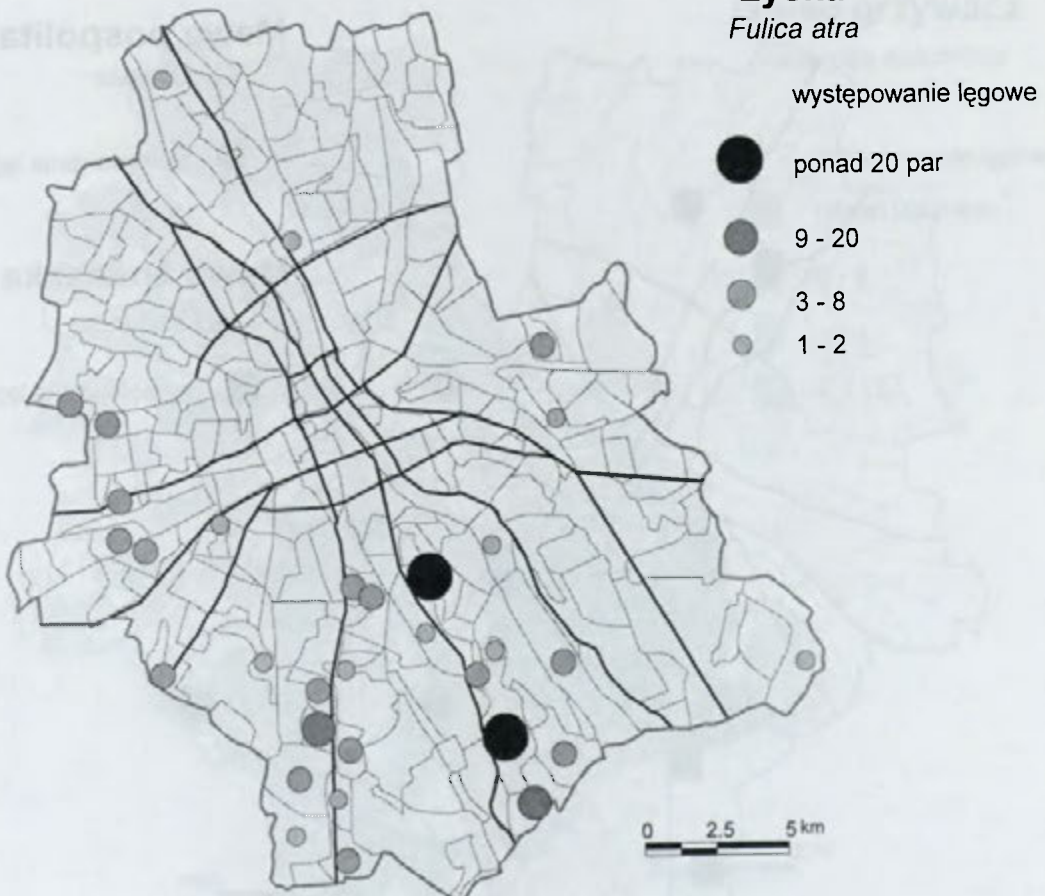 Fulica atra
występowanie lęgowe
ponad 20 par
9 - 20
3 - 8
1 - 2
0 2.5 5 km